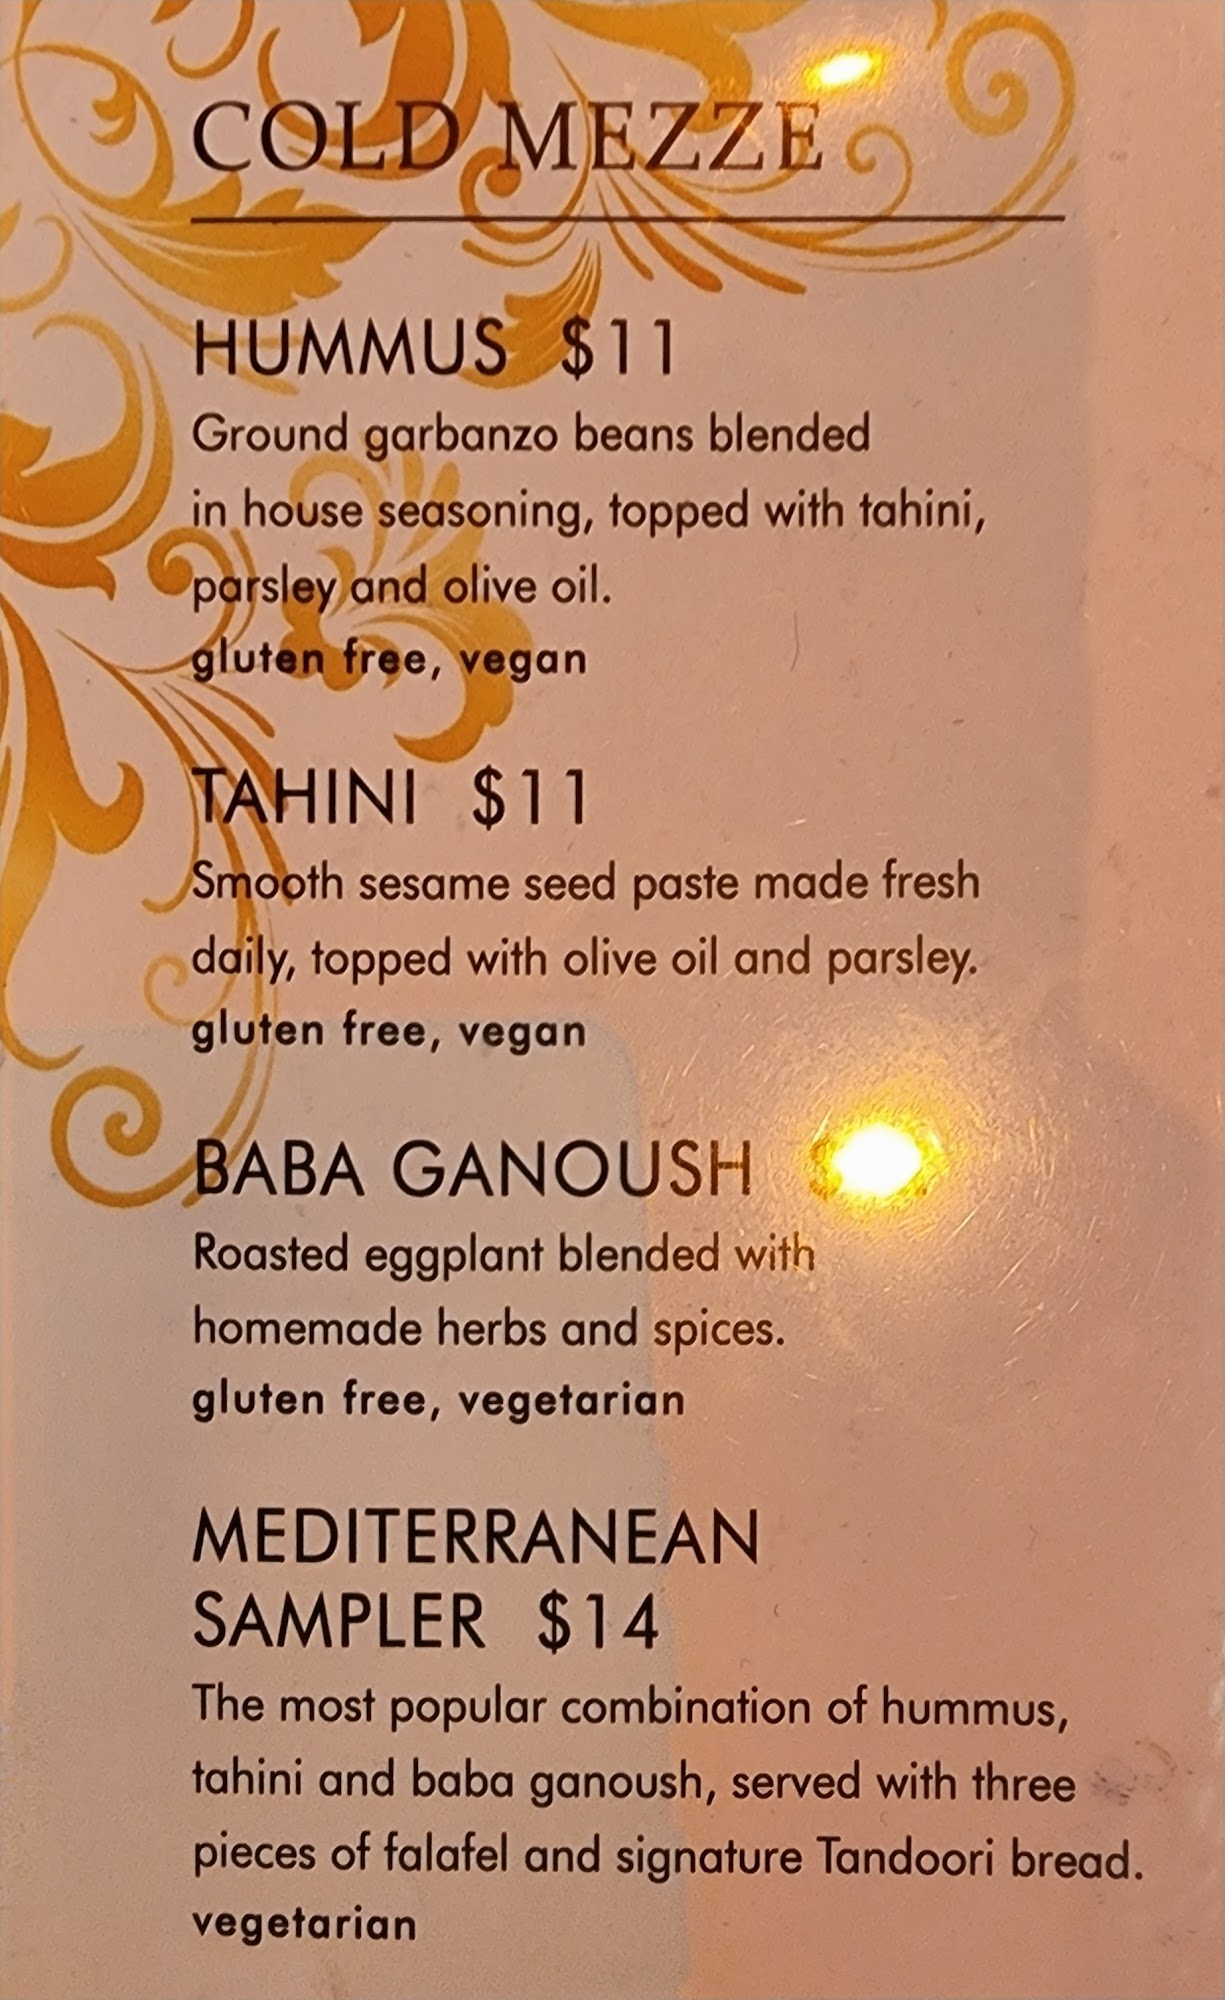 COLD MEZZE
HUMMUS $11
Ground garbanzo beans blended
in house seasoning, topped with tahini,
parsley and olive oil.
gluten free, vegan
TAHINI $11
Smooth sesame seed paste made fresh
daily, topped with olive oil and parsley.
gluten free, vegan
BABA GANOUSH
Roasted eggplant blended with
homemade herbs and spices.
gluten free, vegetarian
MEDITERRANEAN
SAMPLER $14
The most popular combination of hummus,
tahini and baba ganoush, served with three
pieces of falafel and signature Tandoori bread.
vegetarian